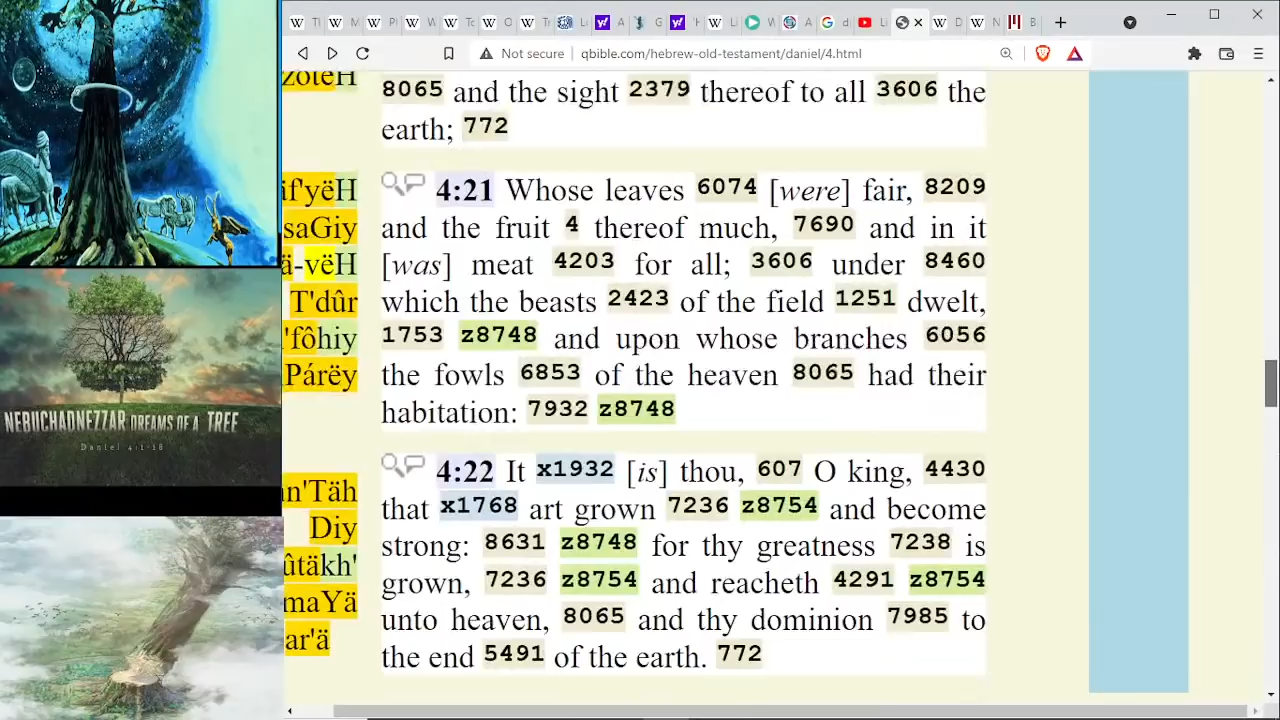 Not secure | qbible.com/hebrew-old-testament/daniel/4.html
zöteH
8065 and the sight 2379 thereof to all 3606 the
earth; 772
äf'yëH
saGiy
ä-vëH
T'dûr
'fôhiy
Párëy
4:21 Whose leaves 6074 [were] fair, 8209
and the fruit 4 thereof much, 7690 and in it
[was] meat 4203 for all; 3606 under 8460
which the beasts 2423 of the field 1251 dwelt,
1753 z8748 and upon whose branches 6056
the fowls 6853 of the heaven 8065 had their
habitation: 7932 z8748
NEBUCHADNEZZAR DREAMS OF A TREE
Daniel 4:1-18
n'Täh
Diy
ûtäkh'
maYä
ar'ä
4:22 It x1932 [is] thou, 607 O king, 4430
that x1768 art grown 7236 z8754 and become
strong: 8631 z8748 for thy greatness 7238 is
grown, 7236 z8754 and reacheth 4291 z8754
unto heaven, 8065 and thy dominion 7985 to
the end 5491 of the earth. 772